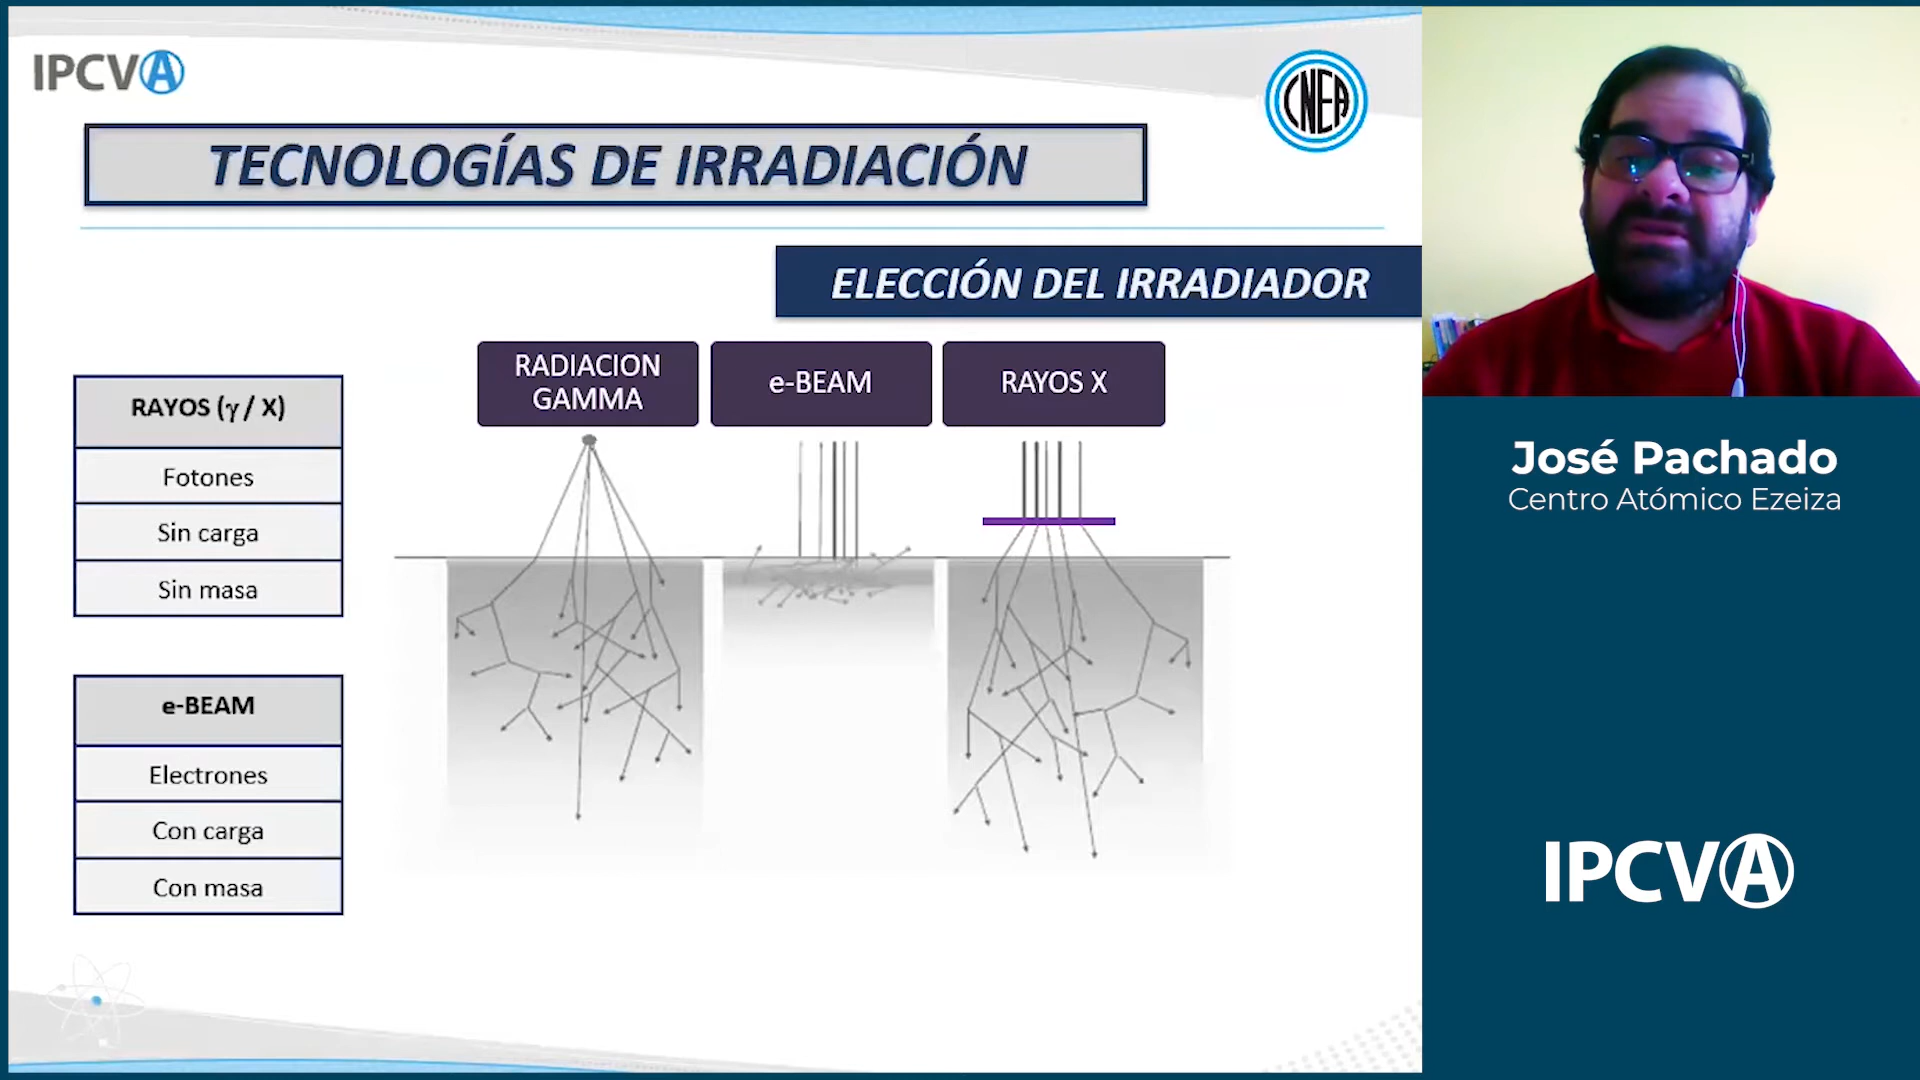 IPCVA
CNEA
TECNOLOGÍAS DE IRRADIACIÓN
ELECCIÓN DEL IRRADIADOR
RAYOS (γ / X)
Fotones
Sin carga
Sin masa
e-BEAM
Electrones
Con carga
Con masa
RADIACION
GAMMA
e-BEAM
RAYOS X
José Pachado
Centro Atómico Ezeiza
IPCVA